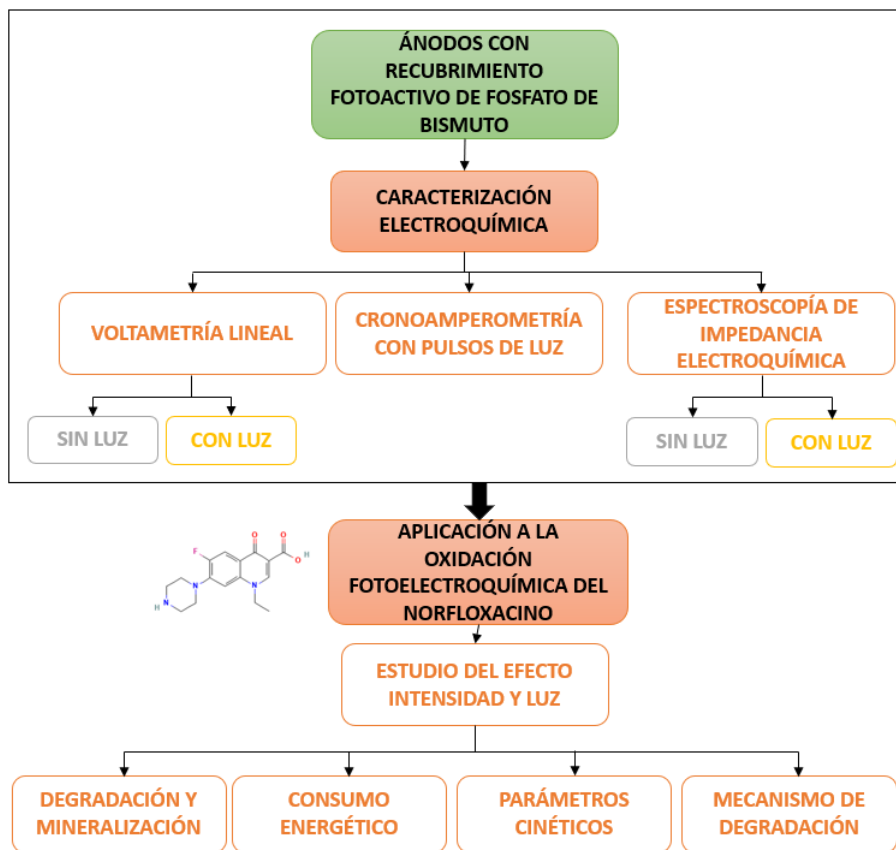 ÁNODOS CON
RECUBRIMIENTO
FOTOACTIVO DE FOSFATO DE
BISMUTO
CARACTERIZACIÓN
ELECTROQUÍMICA
VOLTAMETRÍA LINEAL
CRONOAMPEROMETRÍA
CON PULSOS DE LUZ
ESPECTROSCOPÍA DE
IMPEDANCIA
ELECTROQUÍMICA
SIN LUZ
CON LUZ
SIN LUZ
CON LUZ
APLICACIÓN A LA
OXIDACIÓN
FOTOELECTROQUÍMICA DEL
NORFLOXACINO
F
O
O
O
H
N
N
N
H
ESTUDIO DEL EFECTO
INTENSIDAD Y LUZ
DEGRADACIÓN Y
MINERALIZACIÓN
CONSUMO
ENERGÉTICO
PARÁMETROS
CINÉTICOS
MECANISMO DE
DEGRADACIÓN